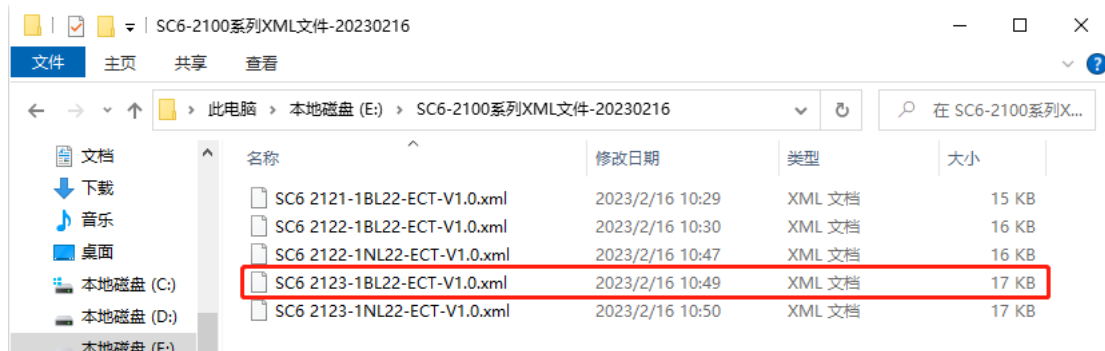 SC6-2100系列XML文件-20230216
文件 主页 共享 查看
此电脑 本地磁盘 (E:) SC6-2100系列XML文件-20230216 在 SC6-2100系列X...
文档
下载
音乐
桌面
本地磁盘 (C:)
本地磁盘 (D:)
本地磁盘 (E:)
名称 修改日期 类型 大小
SC6 2121-1BL22-ECT-V1.0.xml 2023/2/16 10:29 XML 文档 15 KB
SC6 2122-1BL22-ECT-V1.0.xml 2023/2/16 10:30 XML 文档 16 KB
SC6 2122-1NL22-ECT-V1.0.xml 2023/2/16 10:47 XML 文档 16 KB
SC6 2123-1BL22-ECT-V1.0.xml 2023/2/16 10:49 XML 文档 17 KB
SC6 2123-1NL22-ECT-V1.0.xml 2023/2/16 10:50 XML 文档 17 KB